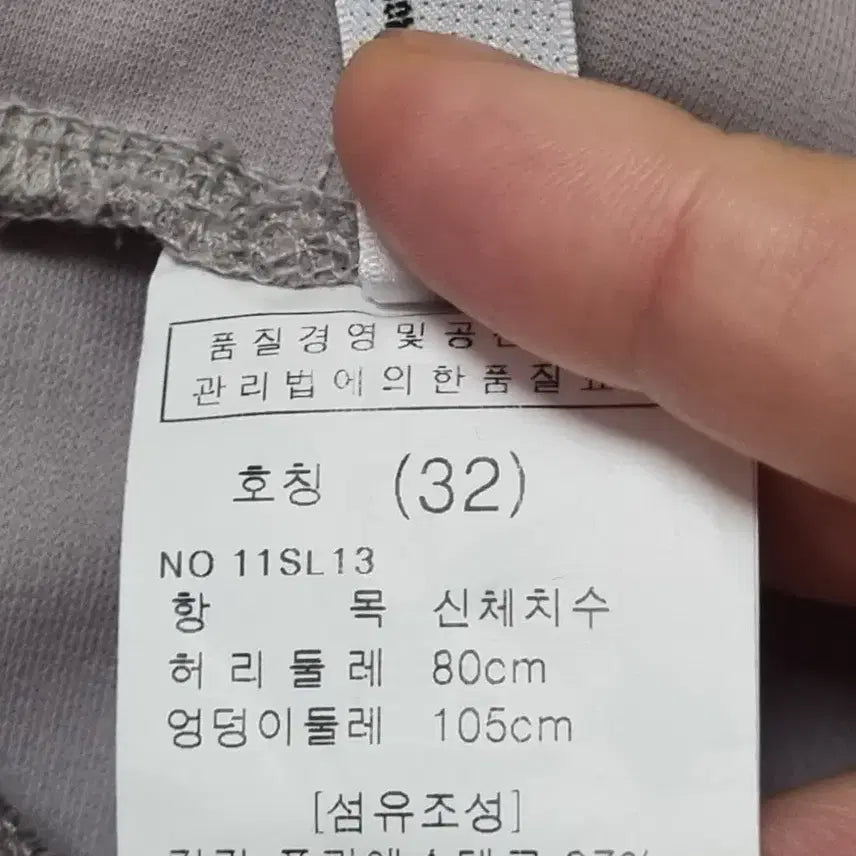 품질경영및공
관리법에의한품질
호칭 (32)
NO 11SL13
항 목 신체치수
허리둘레 80cm
엉덩이둘레 105cm
[섬유조성]